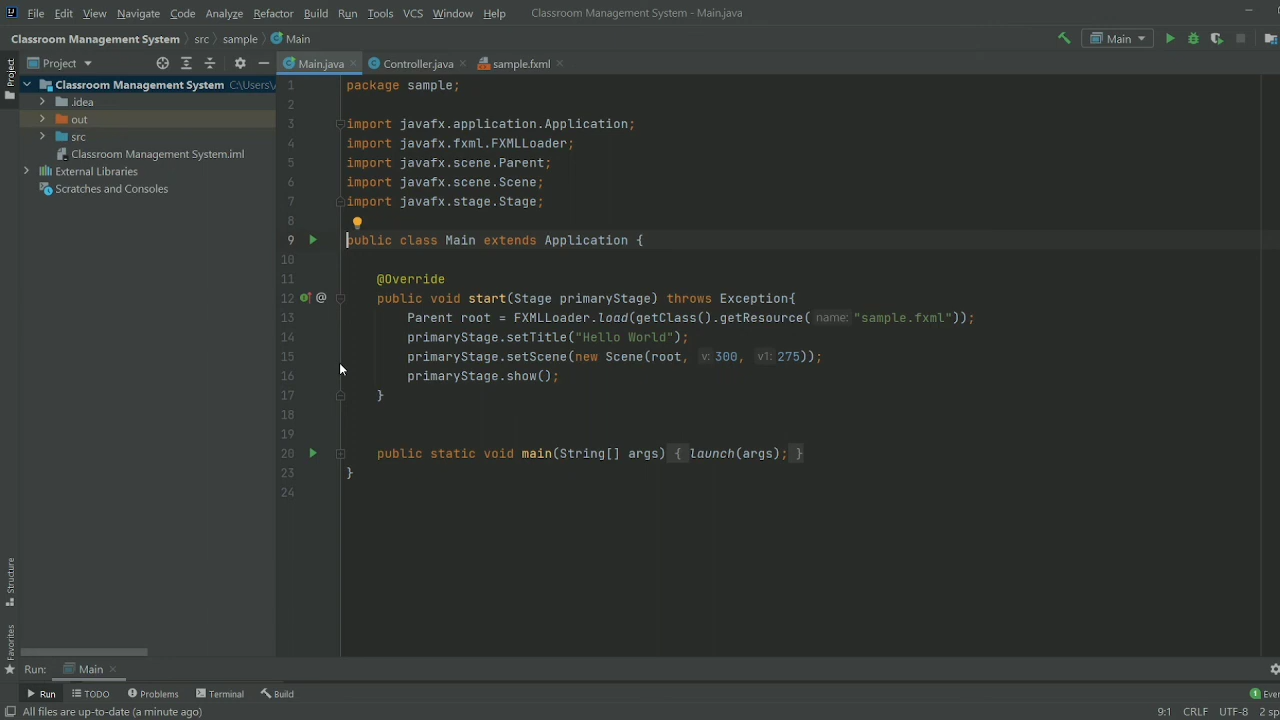 File Edit View Navigate Code Analyze Refactor Build Run Tools VCS Window Help Classroom Management System - Main.java
Classroom Management System src sample Main Main
Project
Main.java Controller.java sample.fxml
Project
Classroom Management System C:\Users\
.idea
out
src
Classroom Management System.iml
External Libraries
Scratches and Consoles
1 package sample;
2
3 import javafx.application.Application;
4 import javafx.fxml.FXMLLoader;
5 import javafx.scene.Parent;
6 import javafx.scene.Scene;
7 import javafx.stage.Stage;
8
9 public class Main extends Application {
10
11 @Override
12 public void start(Stage primaryStage) throws Exception{
13 Parent root = FXMLLoader.load(getClass().getResource( name: "sample.fxml"));
14 primaryStage.setTitle("Hello World");
15 primaryStage.setScene(new Scene(root, v: 300, v1: 275));
16 primaryStage.show();
17 }
18
19
20 public static void main(String[] args) { launch(args); }
23 }
24
Structure
Favorites
Run: Main
Run TODO Problems Terminal Build
All files are up-to-date (a minute ago) 9:1 CRLF UTF-8 2 sp